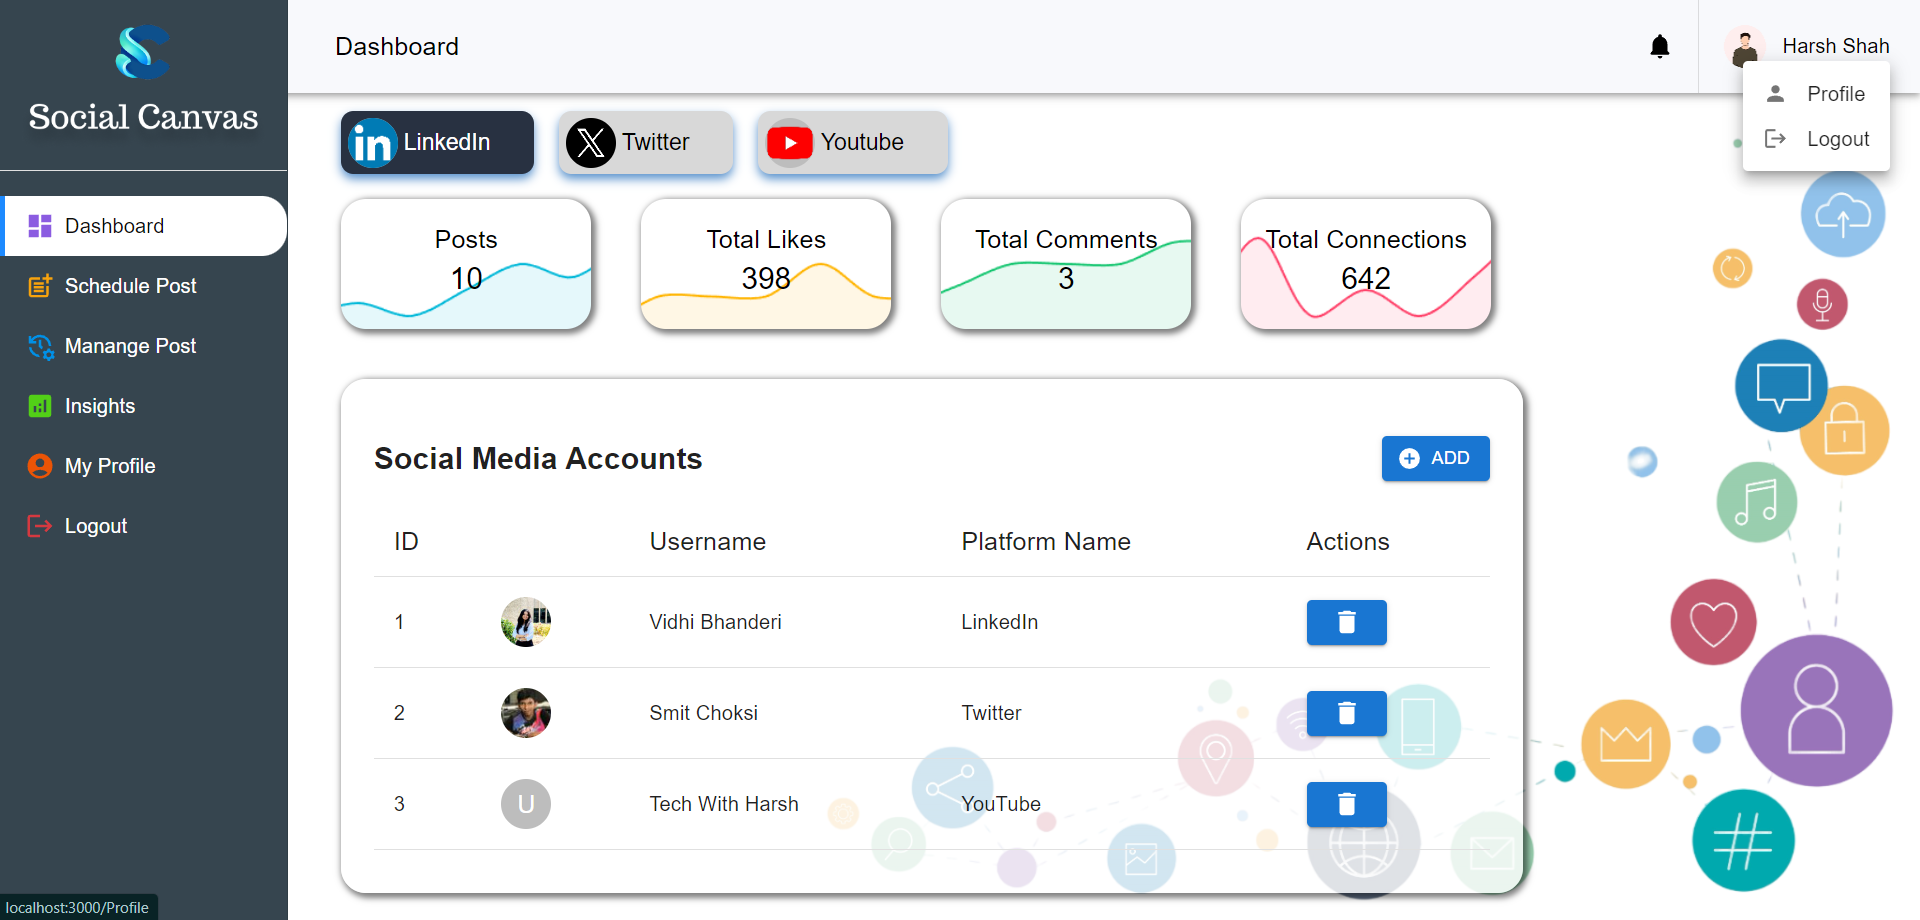 Social Canvas
Dashboard
Schedule Post
Manange Post
Insights
My Profile
Logout
localhost:3000/Profile
Dashboard
Harsh Shah
Profile
Logout
LinkedIn
Twitter
Youtube
Posts
10
Total Likes
398
Total Comments
3
Total Connections
642
Social Media Accounts
ADD
ID Username Platform Name Actions
1 Vidhi Bhanderi LinkedIn
2 Smit Choksi Twitter
3 U Tech With Harsh YouTube